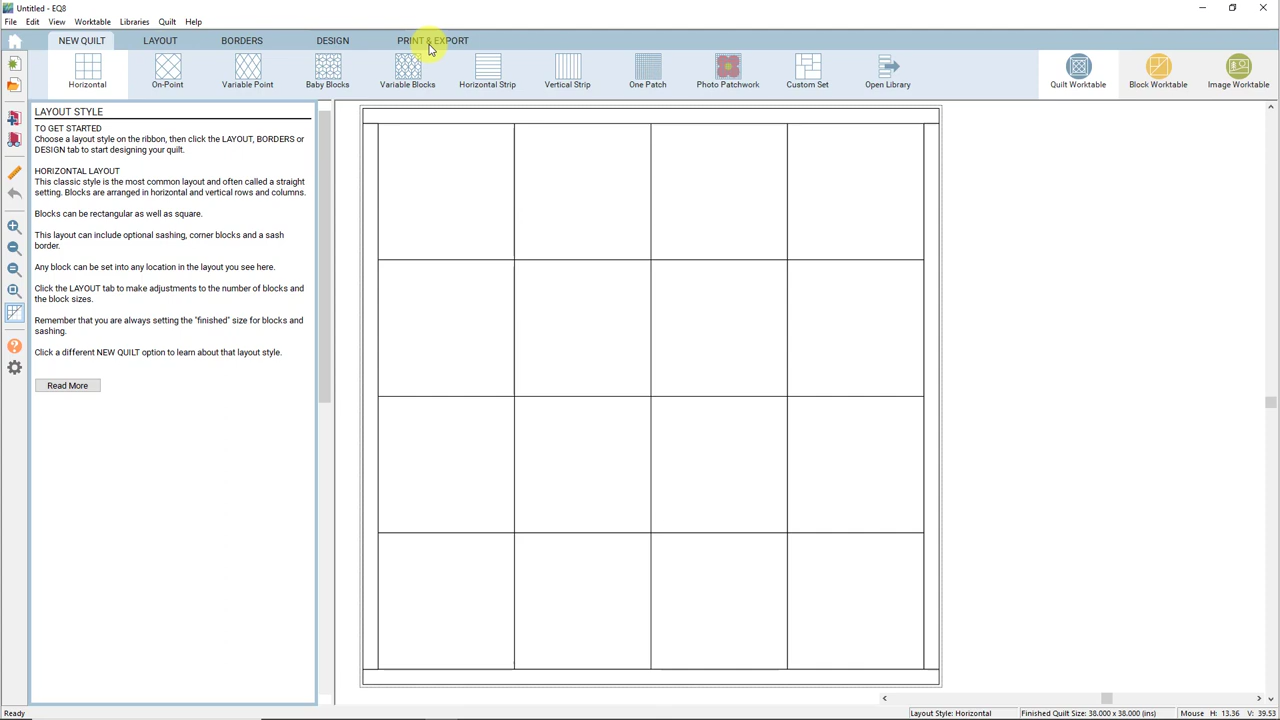 Untitled - EQ8
File Edit View Worktable Libraries Quilt Help
NEW QUILT LAYOUT BORDERS DESIGN PRINT & EXPORT
Horizontal On-Point Variable Point Baby Blocks Variable Blocks Horizontal Strip Vertical Strip One Patch Photo Patchwork Custom Set Open Library Quilt Worktable Block Worktable Image Worktable
LAYOUT STYLE
TO GET STARTED
Choose a layout style on the ribbon, then click the LAYOUT, BORDERS or
DESIGN tab to start designing your quilt.
HORIZONTAL LAYOUT
This classic style is the most common layout and often called a straight
setting. Blocks are arranged in horizontal and vertical rows and columns.
Blocks can be rectangular as well as square.
This layout can include optional sashing, corner blocks and a sash
border.
Any block can be set into any location in the layout you see here.
Click the LAYOUT tab to make adjustments to the number of blocks and
the block sizes.
Remember that you are always setting the "finished" size for blocks and
sashing.
Click a different NEW QUILT option to learn about that layout style.
Read More
Ready Layout Style: Horizontal Finished Quilt Size: 38.000 x 38.000 (ins) Mouse H: 13.36 V: 39.53